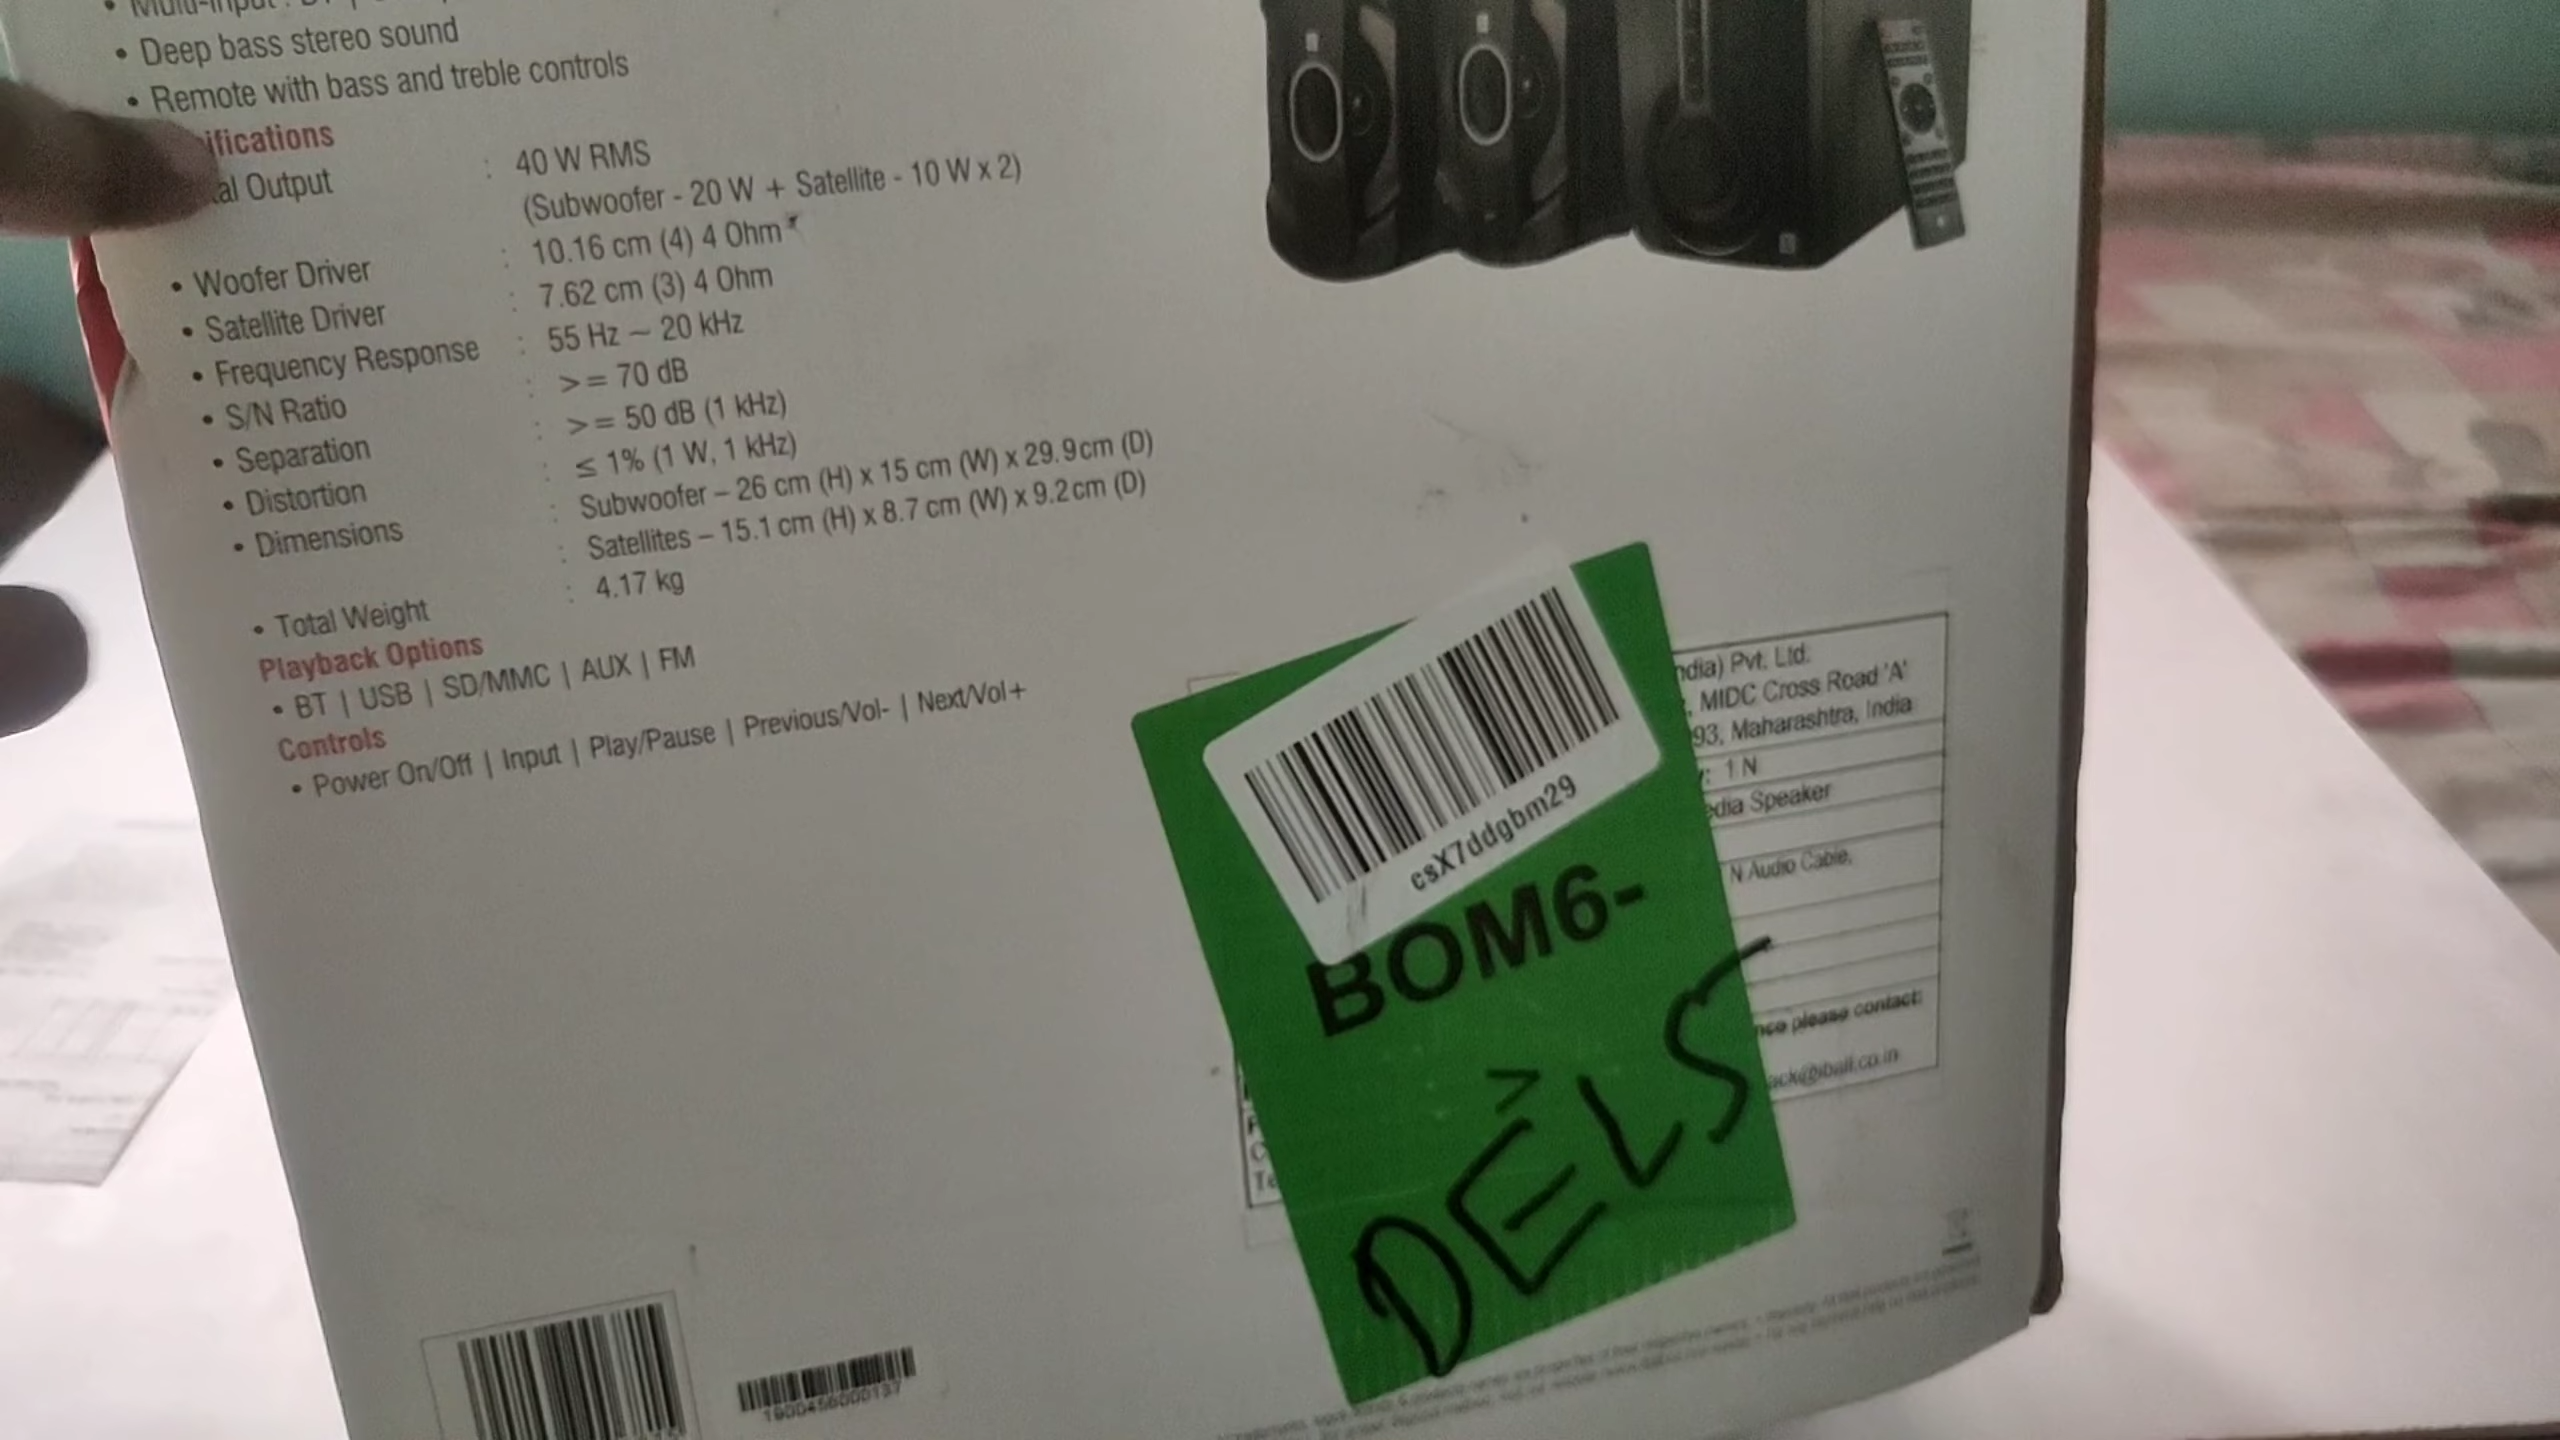 • Deep bass stereo sound
• Remote with bass and treble controls
ifications
al Output : 40 W RMS
(Subwoofer - 20 W + Satellite - 10 W x 2)
• Woofer Driver : 10.16 cm (4) 4 Ohm
• Satellite Driver : 7.62 cm (3) 4 Ohm
• Frequency Response : 55 Hz ~ 20 kHz
• S/N Ratio : >= 70 dB
• Separation : >= 50 dB (1 kHz)
• Distortion : ≤ 1% (1 W, 1 kHz)
• Dimensions : Subwoofer – 26 cm (H) x 15 cm (W) x 29.9cm (D)
: Satellites – 15.1 cm (H) x 8.7 cm (W) x 9.2cm (D)
• Total Weight : 4.17 kg
Playback Options
• BT | USB | SD/MMC | AUX | FM
Controls
• Power On/Off | Input | Play/Pause | Previous/Vol- | Next/Vol+
csX7ddgbm29
BOM6-
> DEL5
ndia) Pvt. Ltd.
, MIDC Cross Road 'A'
93, Maharashtra, India
: 1 N
edia Speaker
N Audio Cable,
nce please contact:
ack@iball.co.in